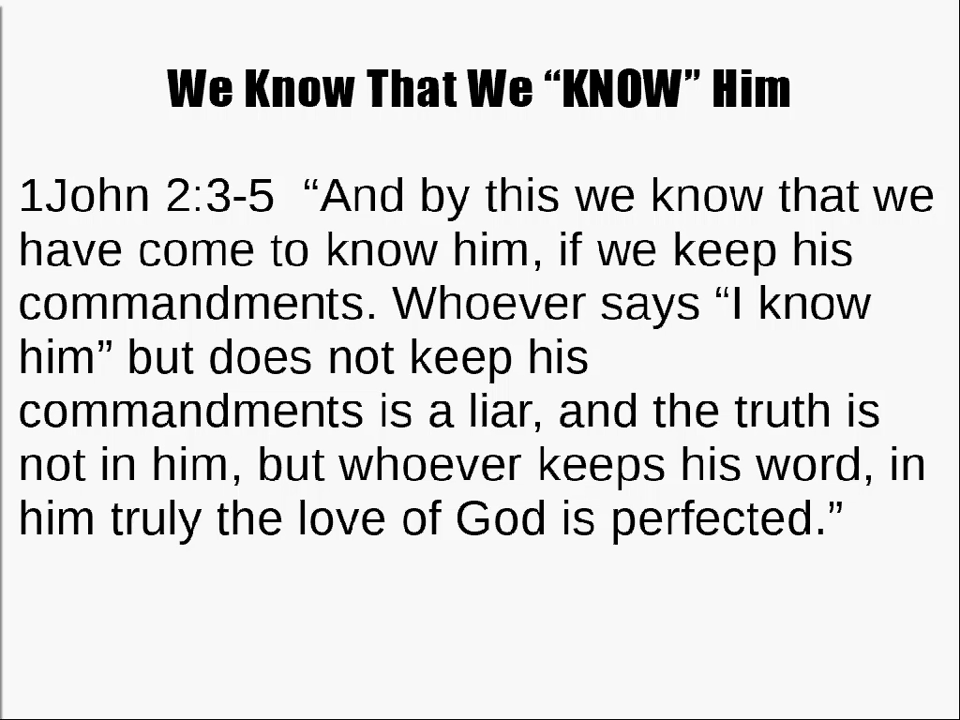 We Know That We “KNOW” Him
1John 2:3-5  “And by this we know that we
have come to know him, if we keep his
commandments. Whoever says “I know
him” but does not keep his
commandments is a liar, and the truth is
not in him, but whoever keeps his word, in
him truly the love of God is perfected.”